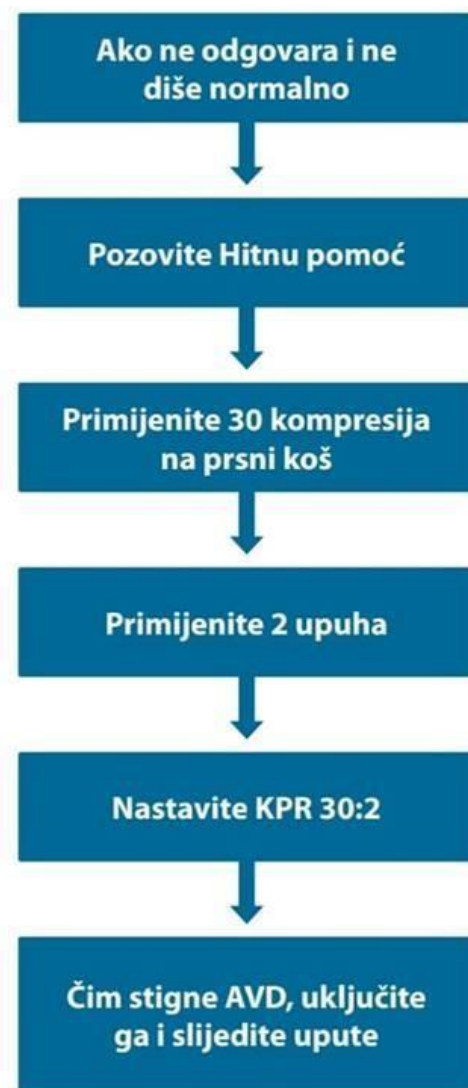 Ako ne odgovara i ne
diše normalno
Pozovite Hitnu pomoć
Primijenite 30 kompresija
na prsni koš
Primijenite 2 upuha
Nastavite KPR 30:2
Čim stigne AVD, uključite
ga i slijedite upute